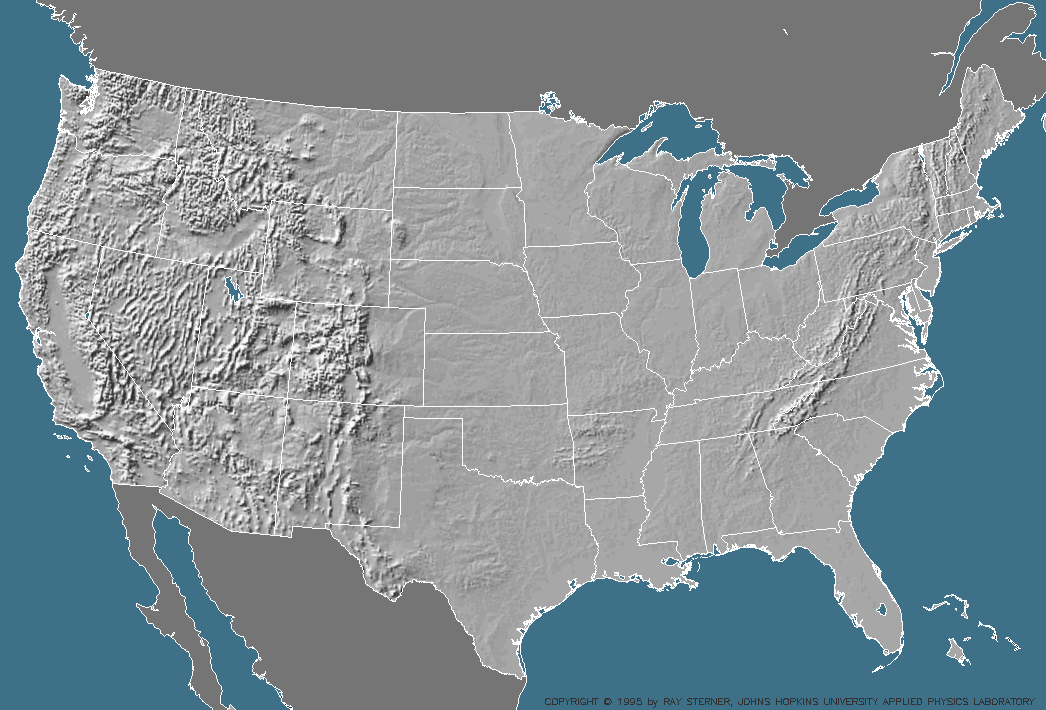 COPYRIGHT © 1995 by RAY STERNER, JOHNS HOPKINS UNIVERSITY APPLIED PHYSICS LABORATORY